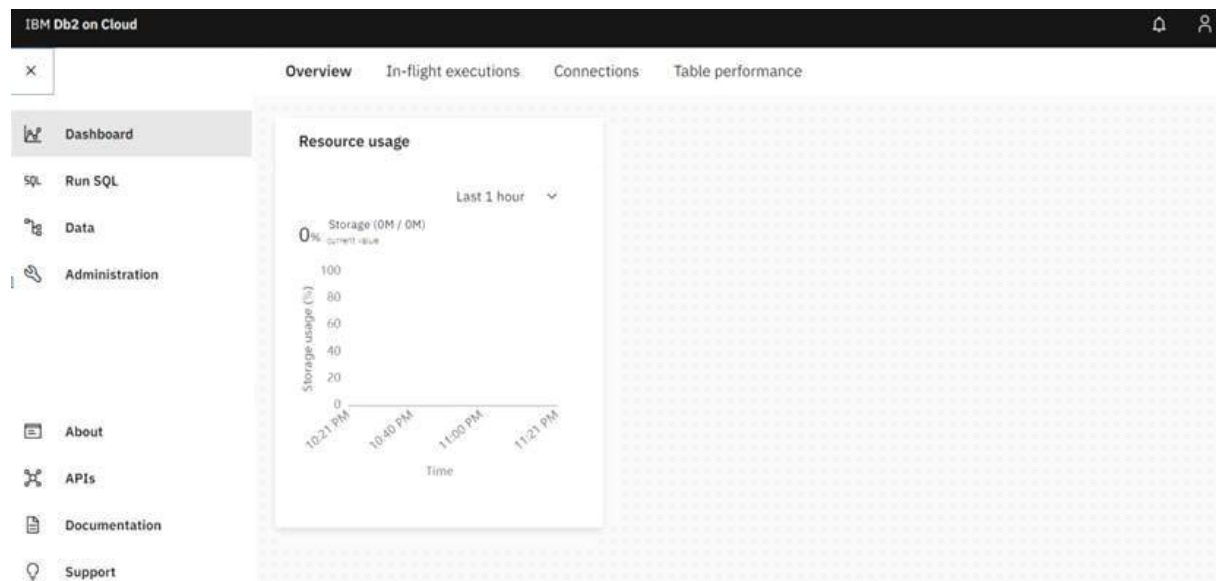 IBM Db2 on Cloud
Overview In-flight executions Connections Table performance
Dashboard
SQL Run SQL
Data
Administration
About
APIs
Documentation
Support
Resource usage
Last 1 hour
0% Storage (0M / 0M)
current value
Storage usage (%)
100
80
60
40
20
0
10:21 PM 10:40 PM 11:00 PM 11:21 PM
Time